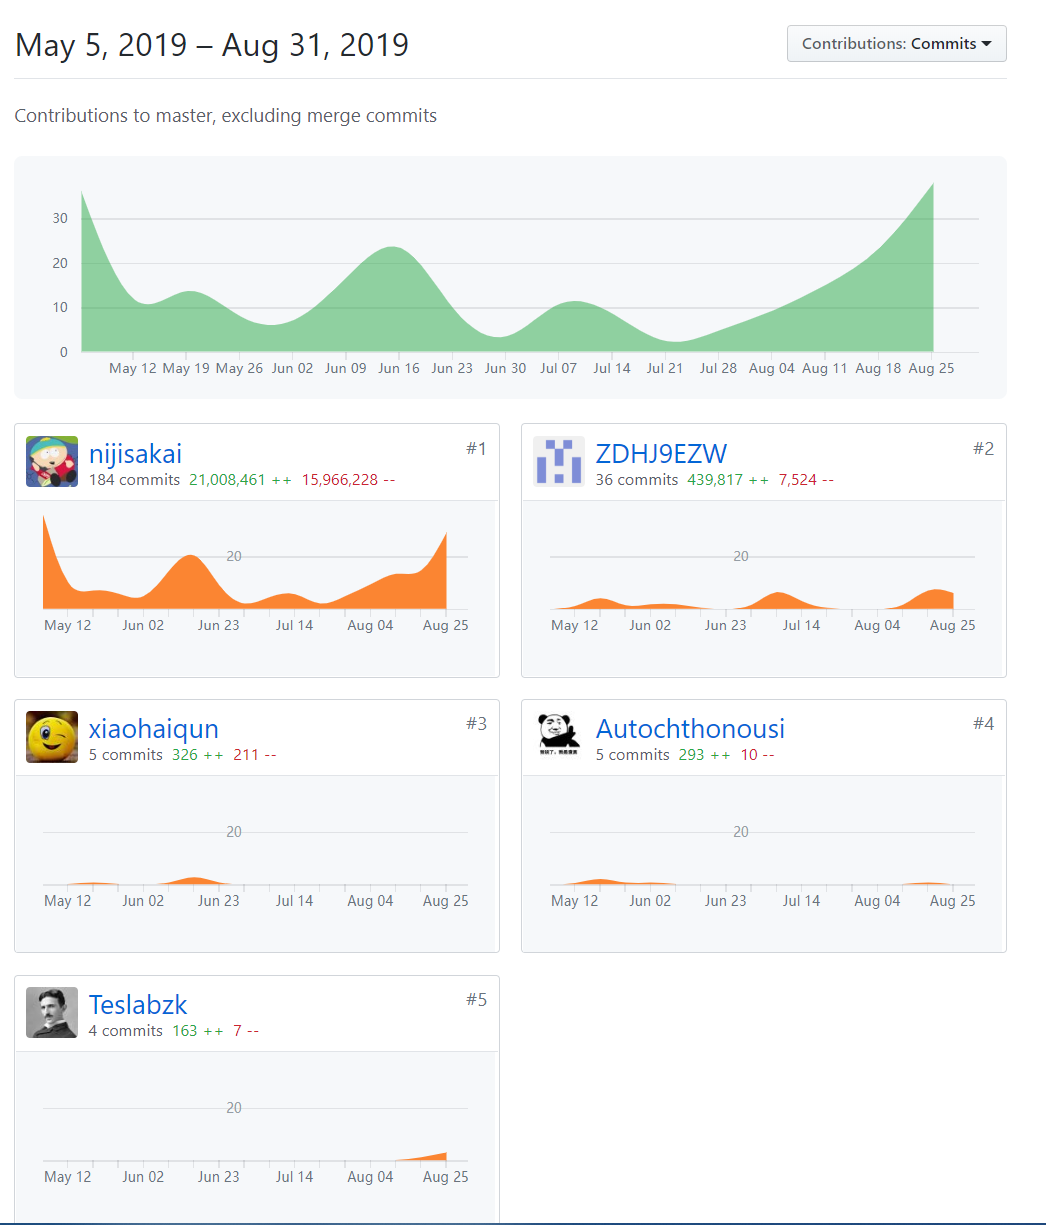 May 5, 2019 – Aug 31, 2019
Contributions: Commits
Contributions to master, excluding merge commits
30
20
10
0
May 12 May 19 May 26 Jun 02 Jun 09 Jun 16 Jun 23 Jun 30 Jul 07 Jul 14 Jul 21 Jul 28 Aug 04 Aug 11 Aug 18 Aug 25
nijisakai #1
184 commits 21,008,461 ++ 15,966,228 --
20
May 12 Jun 02 Jun 23 Jul 14 Aug 04 Aug 25
ZDHJ9EZW #2
36 commits 439,817 ++ 7,524 --
20
May 12 Jun 02 Jun 23 Jul 14 Aug 04 Aug 25
xiaohaiqun #3
5 commits 326 ++ 211 --
20
May 12 Jun 02 Jun 23 Jul 14 Aug 04 Aug 25
Autochthonousi #4
5 commits 293 ++ 10 --
20
May 12 Jun 02 Jun 23 Jul 14 Aug 04 Aug 25
Teslabzk #5
4 commits 163 ++ 7 --
20
May 12 Jun 02 Jun 23 Jul 14 Aug 04 Aug 25